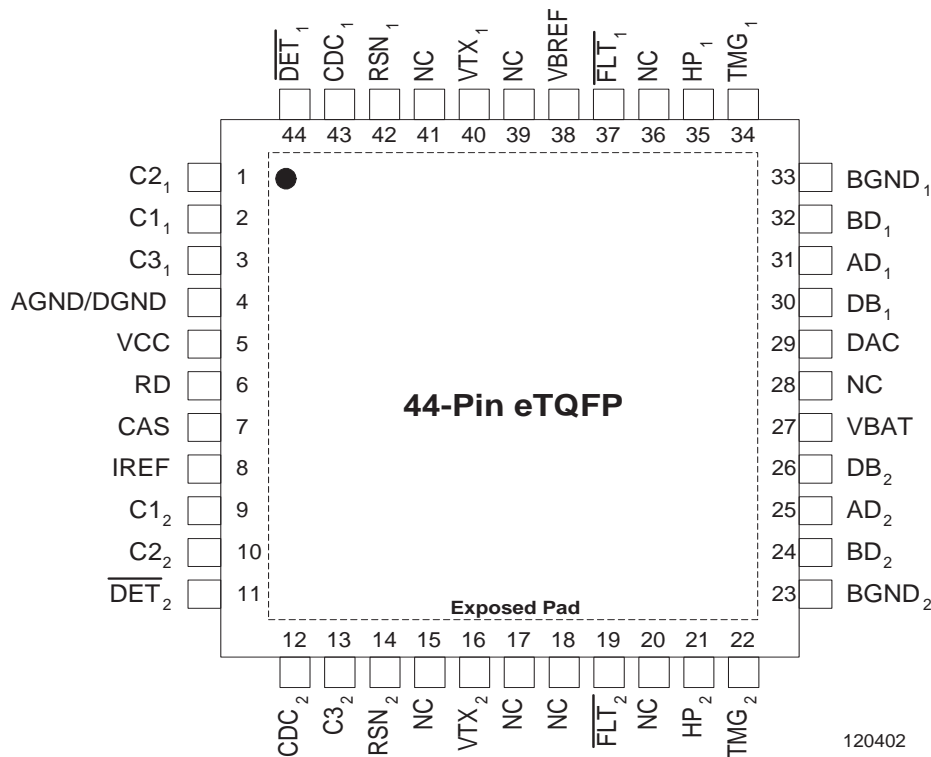 DET₁ CDC₁ RSN₁ NC VTX₁ NC VBREF FLT₁ NC HP₁ TMG₁
44 43 42 41 40 39 38 37 36 35 34
C2₁ 1 33 BGND₁
C1₁ 2 32 BD₁
C3₁ 3 31 AD₁
AGND/DGND 4 30 DB₁
VCC 5 29 DAC
RD 6 28 NC
44-Pin eTQFP
CAS 7 27 VBAT
IREF 8 26 DB₂
C1₂ 9 25 AD₂
C2₂ 10 24 BD₂
DET₂ 11 23 BGND₂
Exposed Pad
12 13 14 15 16 17 18 19 20 21 22
CDC₂ C3₂ RSN₂ NC VTX₂ NC NC FLT₂ NC HP₂ TMG₂
120402